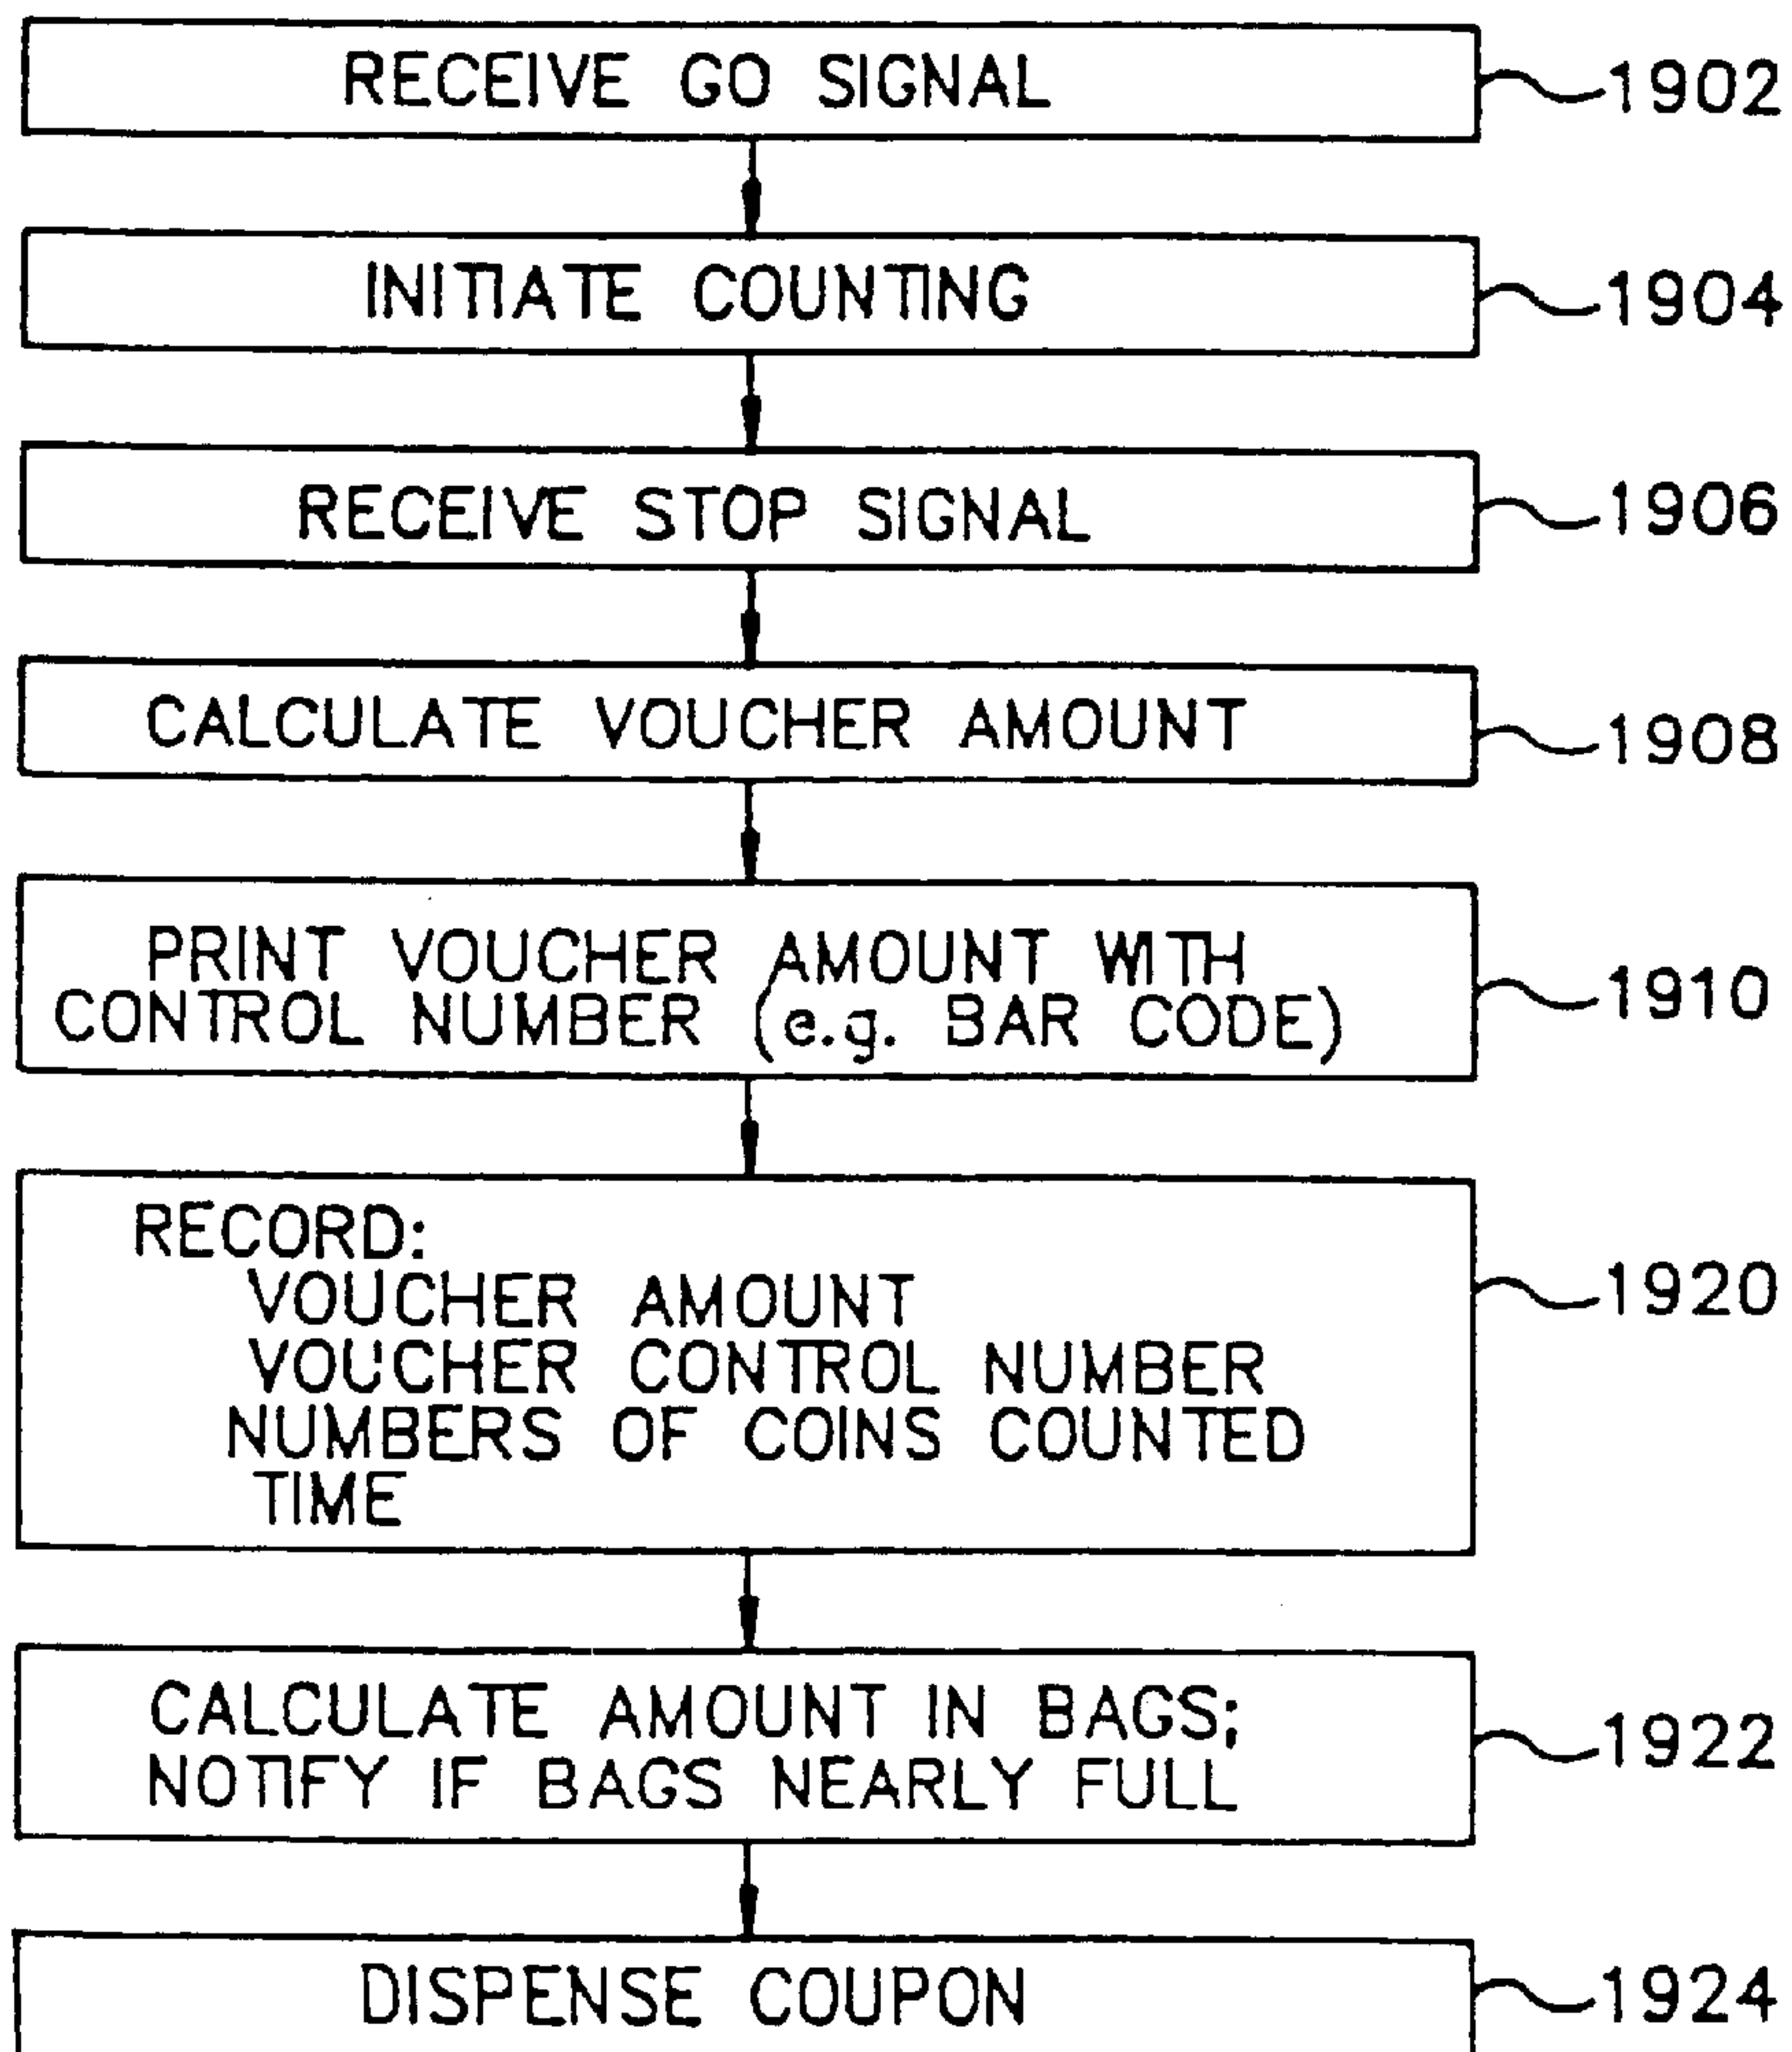 RECEIVE GO SIGNAL
1902
INITIATE COUNTING
1904
RECEIVE STOP SIGNAL
1906
CALCULATE VOUCHER AMOUNT
1908
PRINT VOUCHER AMOUNT WITH
CONTROL NUMBER (e.g. BAR CODE)
1910
RECORD:
VOUCHER AMOUNT
VOUCHER CONTROL NUMBER
NUMBERS OF COINS COUNTED
TIME
1920
CALCULATE AMOUNT IN BAGS;
NOTIFY IF BAGS NEARLY FULL
1922
DISPENSE COUPON
1924